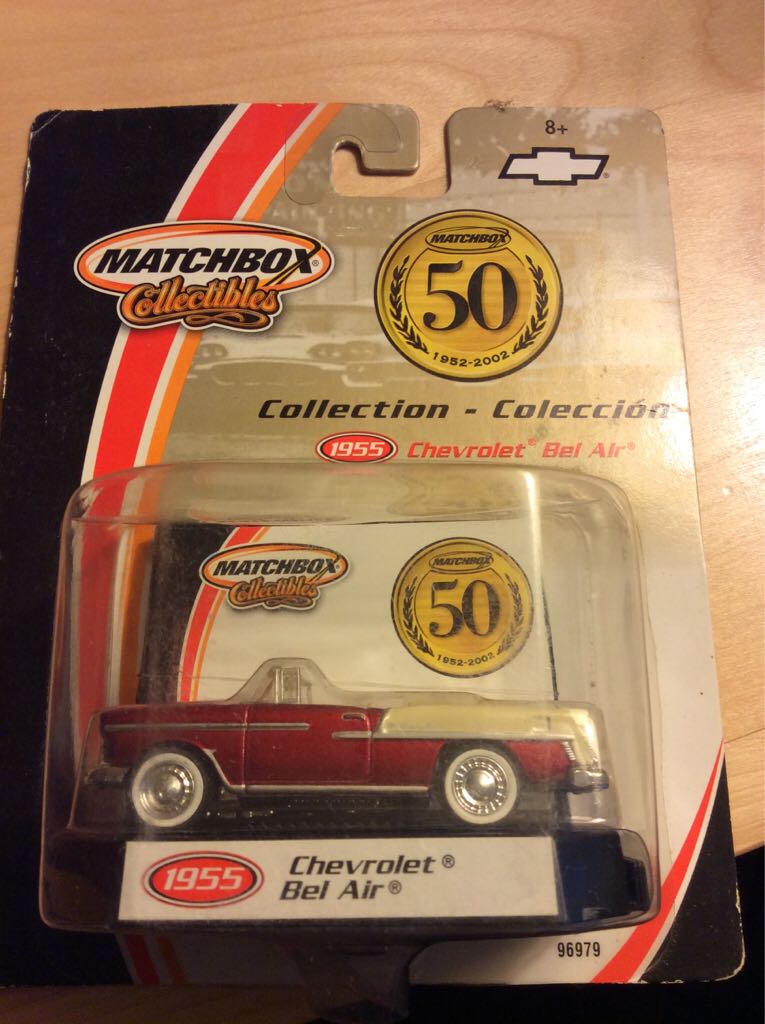 8+
MATCHBOX
Collectibles
MATCHBOX
50
1952-2002
Collection - Colección
1955 Chevrolet® Bel Air®
MATCHBOX
Collectibles
MATCHBOX
50
1952-2002
1955 Chevrolet®
Bel Air®
96979